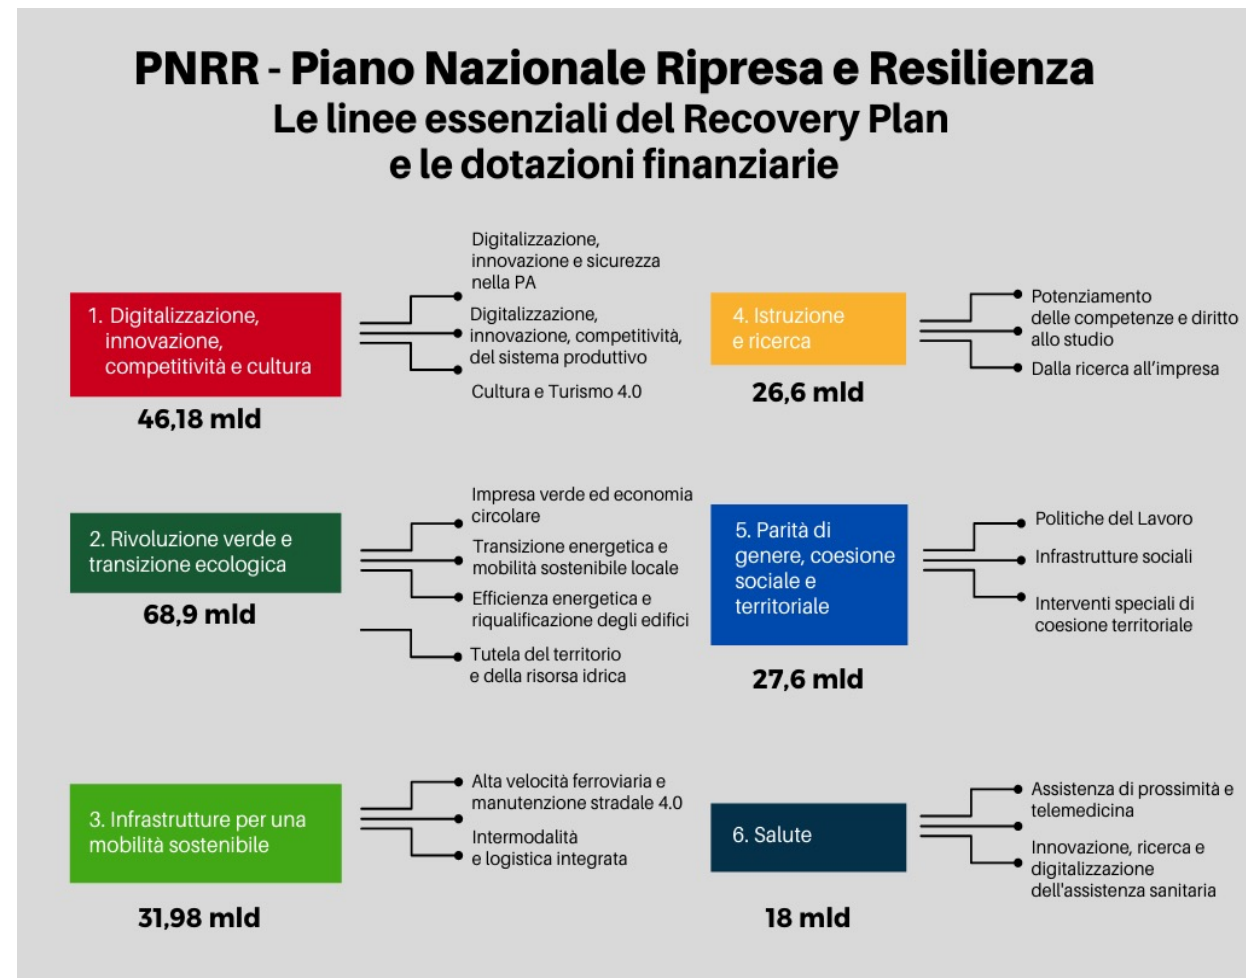 PNRR - Piano Nazionale Ripresa e Resilienza
Le linee essenziali del Recovery Plan
e le dotazioni finanziarie
1. Digitalizzazione,
innovazione,
competitività e cultura
46,18 mld
Digitalizzazione,
innovazione e sicurezza
nella PA
Digitalizzazione,
innovazione, competitività,
del sistema produttivo
Cultura e Turismo 4.0
4. Istruzione
e ricerca
26,6 mld
Potenziamento
delle competenze e diritto
allo studio
Dalla ricerca all'impresa
2. Rivoluzione verde e
transizione ecologica
68,9 mld
Impresa verde ed economia
circolare
Transizione energetica e
mobilità sostenibile locale
Efficienza energetica e
riqualificazione degli edifici
Tutela del territorio
e della risorsa idrica
5. Parità di
genere, coesione
sociale e
territoriale
27,6 mld
Politiche del Lavoro
Infrastrutture sociali
Interventi speciali di
coesione territoriale
3. Infrastrutture per una
mobilità sostenibile
31,98 mld
Alta velocità ferroviaria e
manutenzione stradale 4.0
Intermodalità
e logistica integrata
6. Salute
18 mld
Assistenza di prossimità e
telemedicina
Innovazione, ricerca e
digitalizzazione
dell'assistenza sanitaria